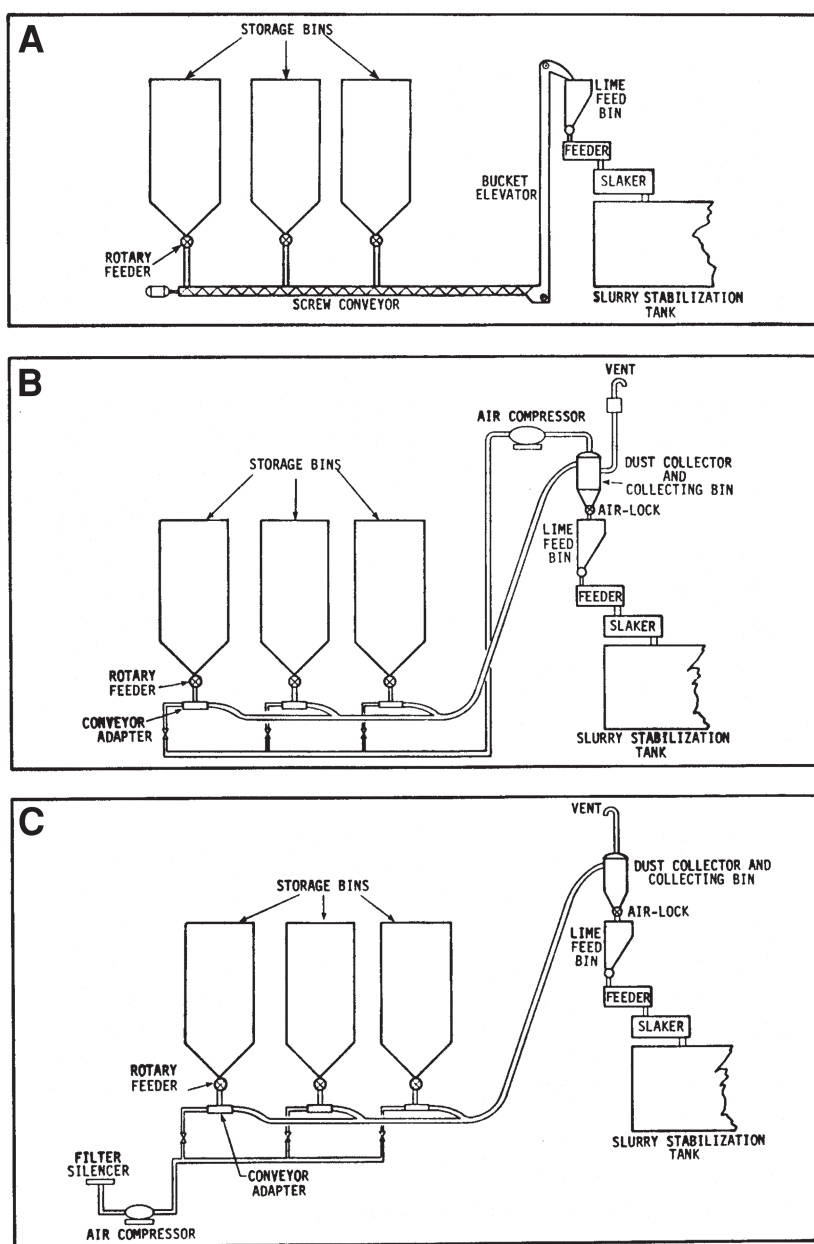 A
STORAGE BINS
LIME
FEED
BIN
FEEDER
SLAKER
BUCKET
ELEVATOR
ROTARY
FEEDER
SCREW CONVEYOR
SLURRY STABILIZATION
TANK
B
VENT
AIR COMPRESSOR
STORAGE BINS
DUST COLLECTOR
AND
COLLECTING BIN
AIR-LOCK
LIME
FEED
BIN
FEEDER
SLAKER
ROTARY
FEEDER
CONVEYOR
ADAPTER
SLURRY STABILIZATION
TANK
C
VENT
DUST COLLECTOR AND
COLLECTING BIN
STORAGE BINS
AIR-LOCK
LIME
FEED
BIN
FEEDER
SLAKER
ROTARY
FEEDER
SLURRY STABILIZATION
TANK
FILTER
SILENCER
CONVEYOR
ADAPTER
AIR COMPRESSOR